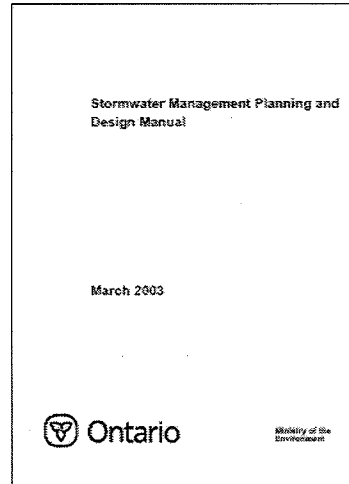 Stormwater Management Planning and
Design Manual
March 2003
Ontario
Ministry of the
Environment